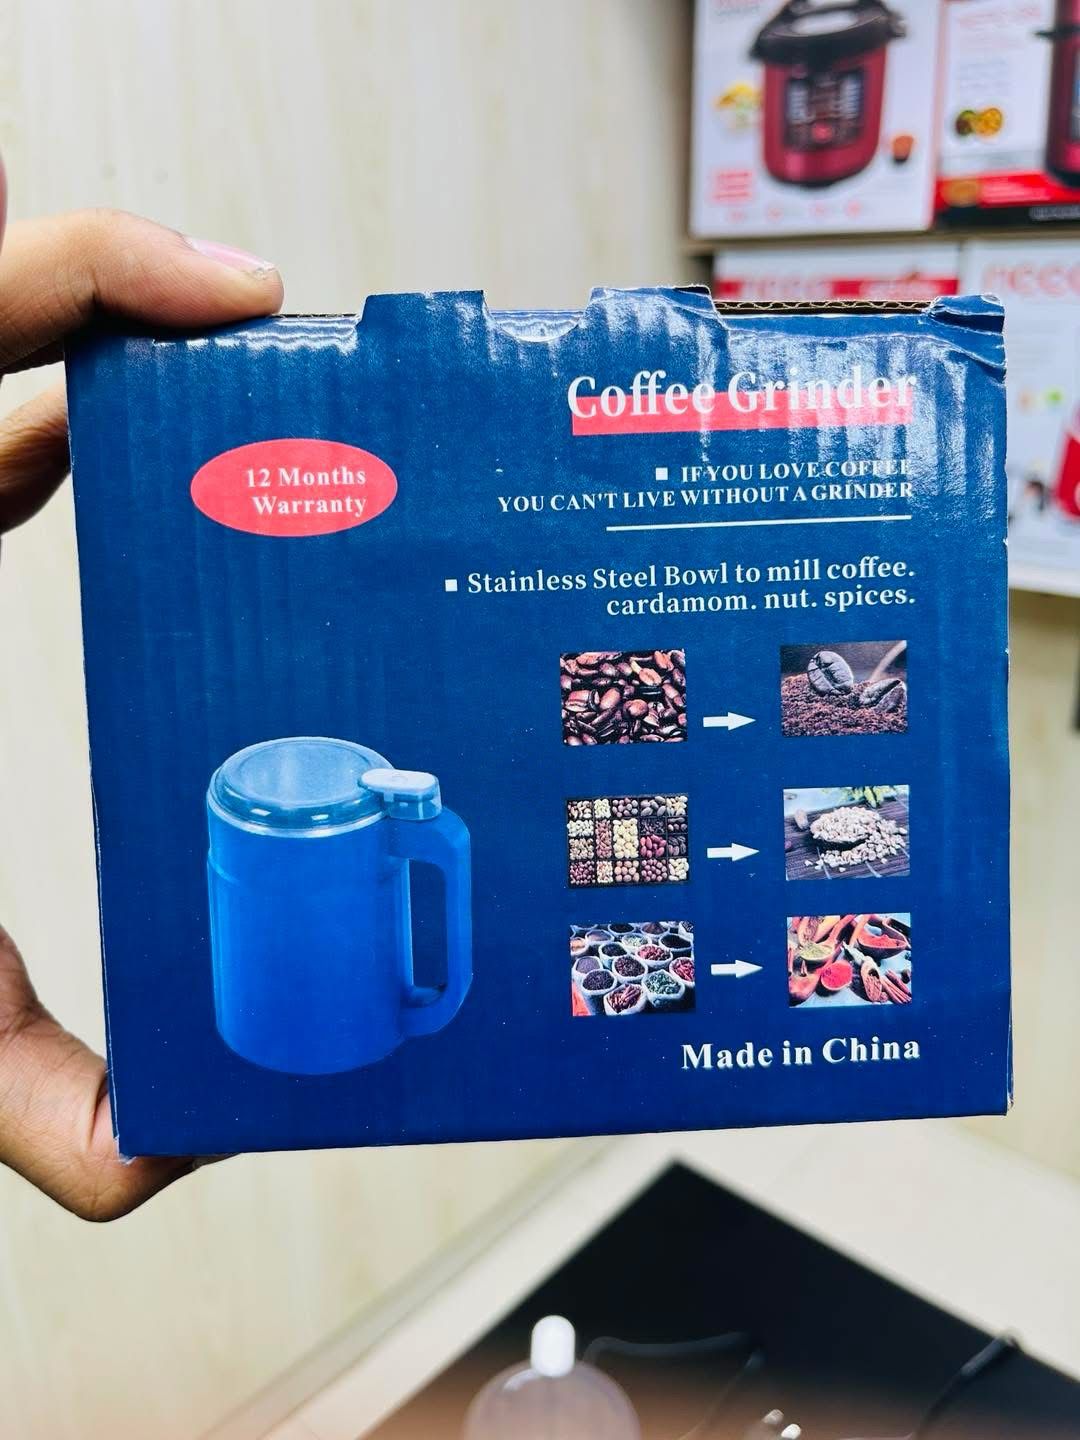 Coffee Grinder
12 Months
Warranty
■ IF YOU LOVE COFFEE
YOU CAN'T LIVE WITHOUT A GRINDER
■ Stainless Steel Bowl to mill coffee.
cardamom. nut. spices.
Made in China